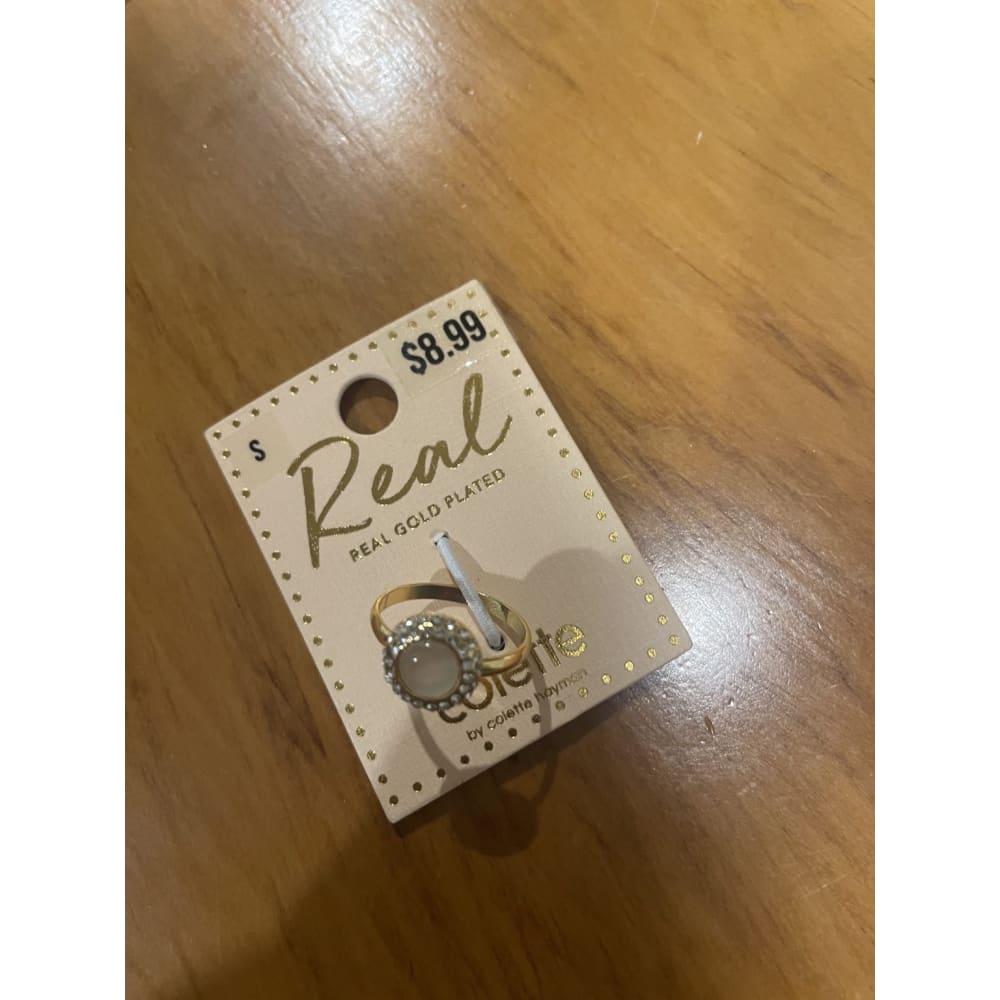 $8.99
S
Real
REAL GOLD PLATED
colette
by colette hayman